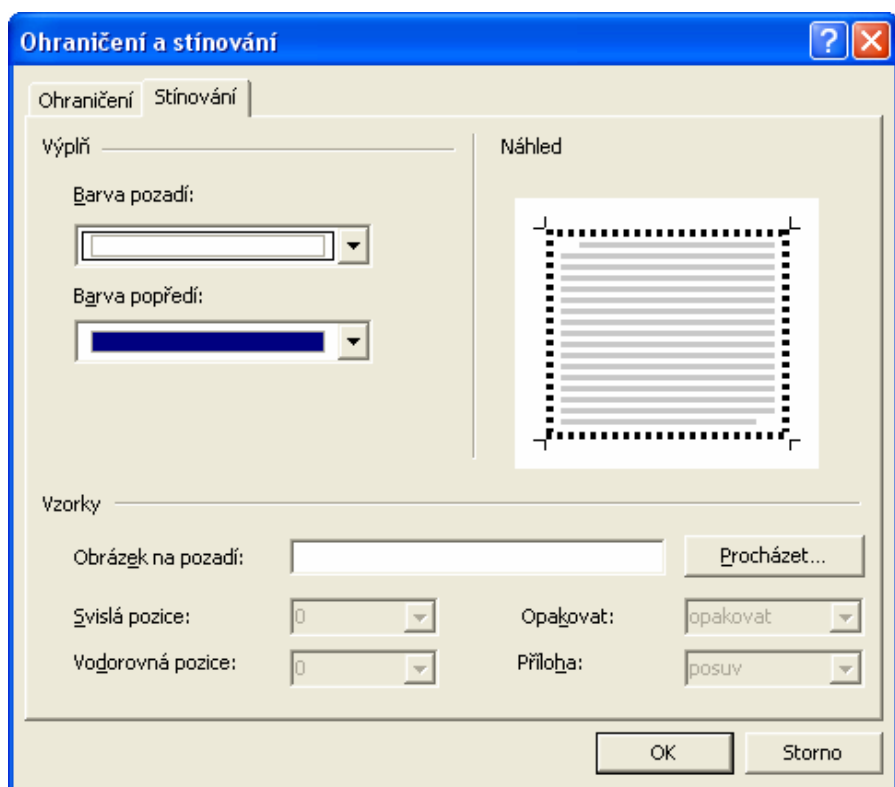 Ohraničení a stínování
Ohraničení Stínování
Výplň
Barva pozadí:
Barva popředí:
Náhled
Vzorky
Obrázek na pozadí: Procházet...
Svislá pozice: 0 Opakovat: opakovat
Vodorovná pozice: 0 Příloha: posuv
OK Storno